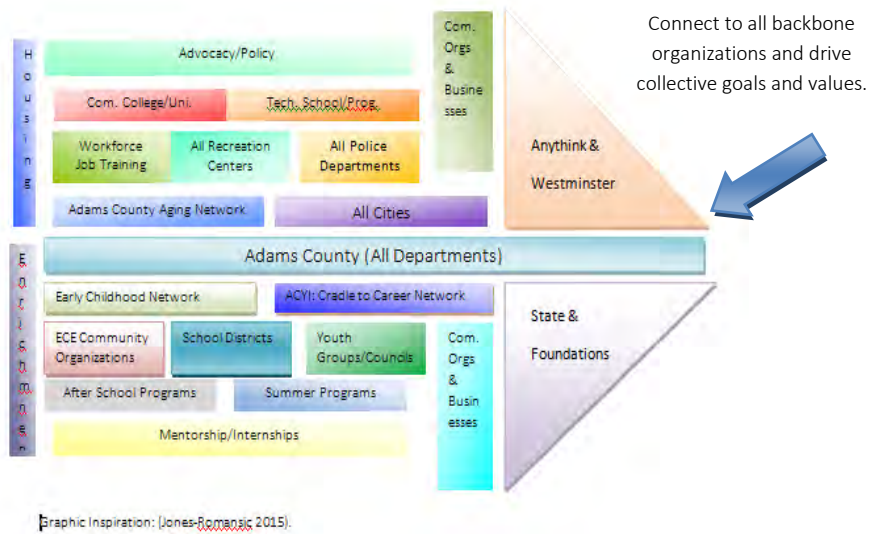 Connect to all backbone
organizations and drive
collective goals and values.
Housing
Advocacy/Policy
Com. College/Uni.
Tech. School/Prog.
Workforce
Job Training
All Recreation
Centers
All Police
Departments
Adams County Aging Network
All Cities
Com.
Orgs
&
Busine
sses
Anythink &
Westminster
Adams County (All Departments)
Enrichmen
Early Childhood Network
ACYI: Cradle to Career Network
ECE Community
Organizations
School Districts
Youth
Groups/Councils
After School Programs
Summer Programs
Mentorship/Internships
Com.
Orgs
&
Busin
esses
State &
Foundations
Graphic Inspiration: (Jones-Romansic 2015).